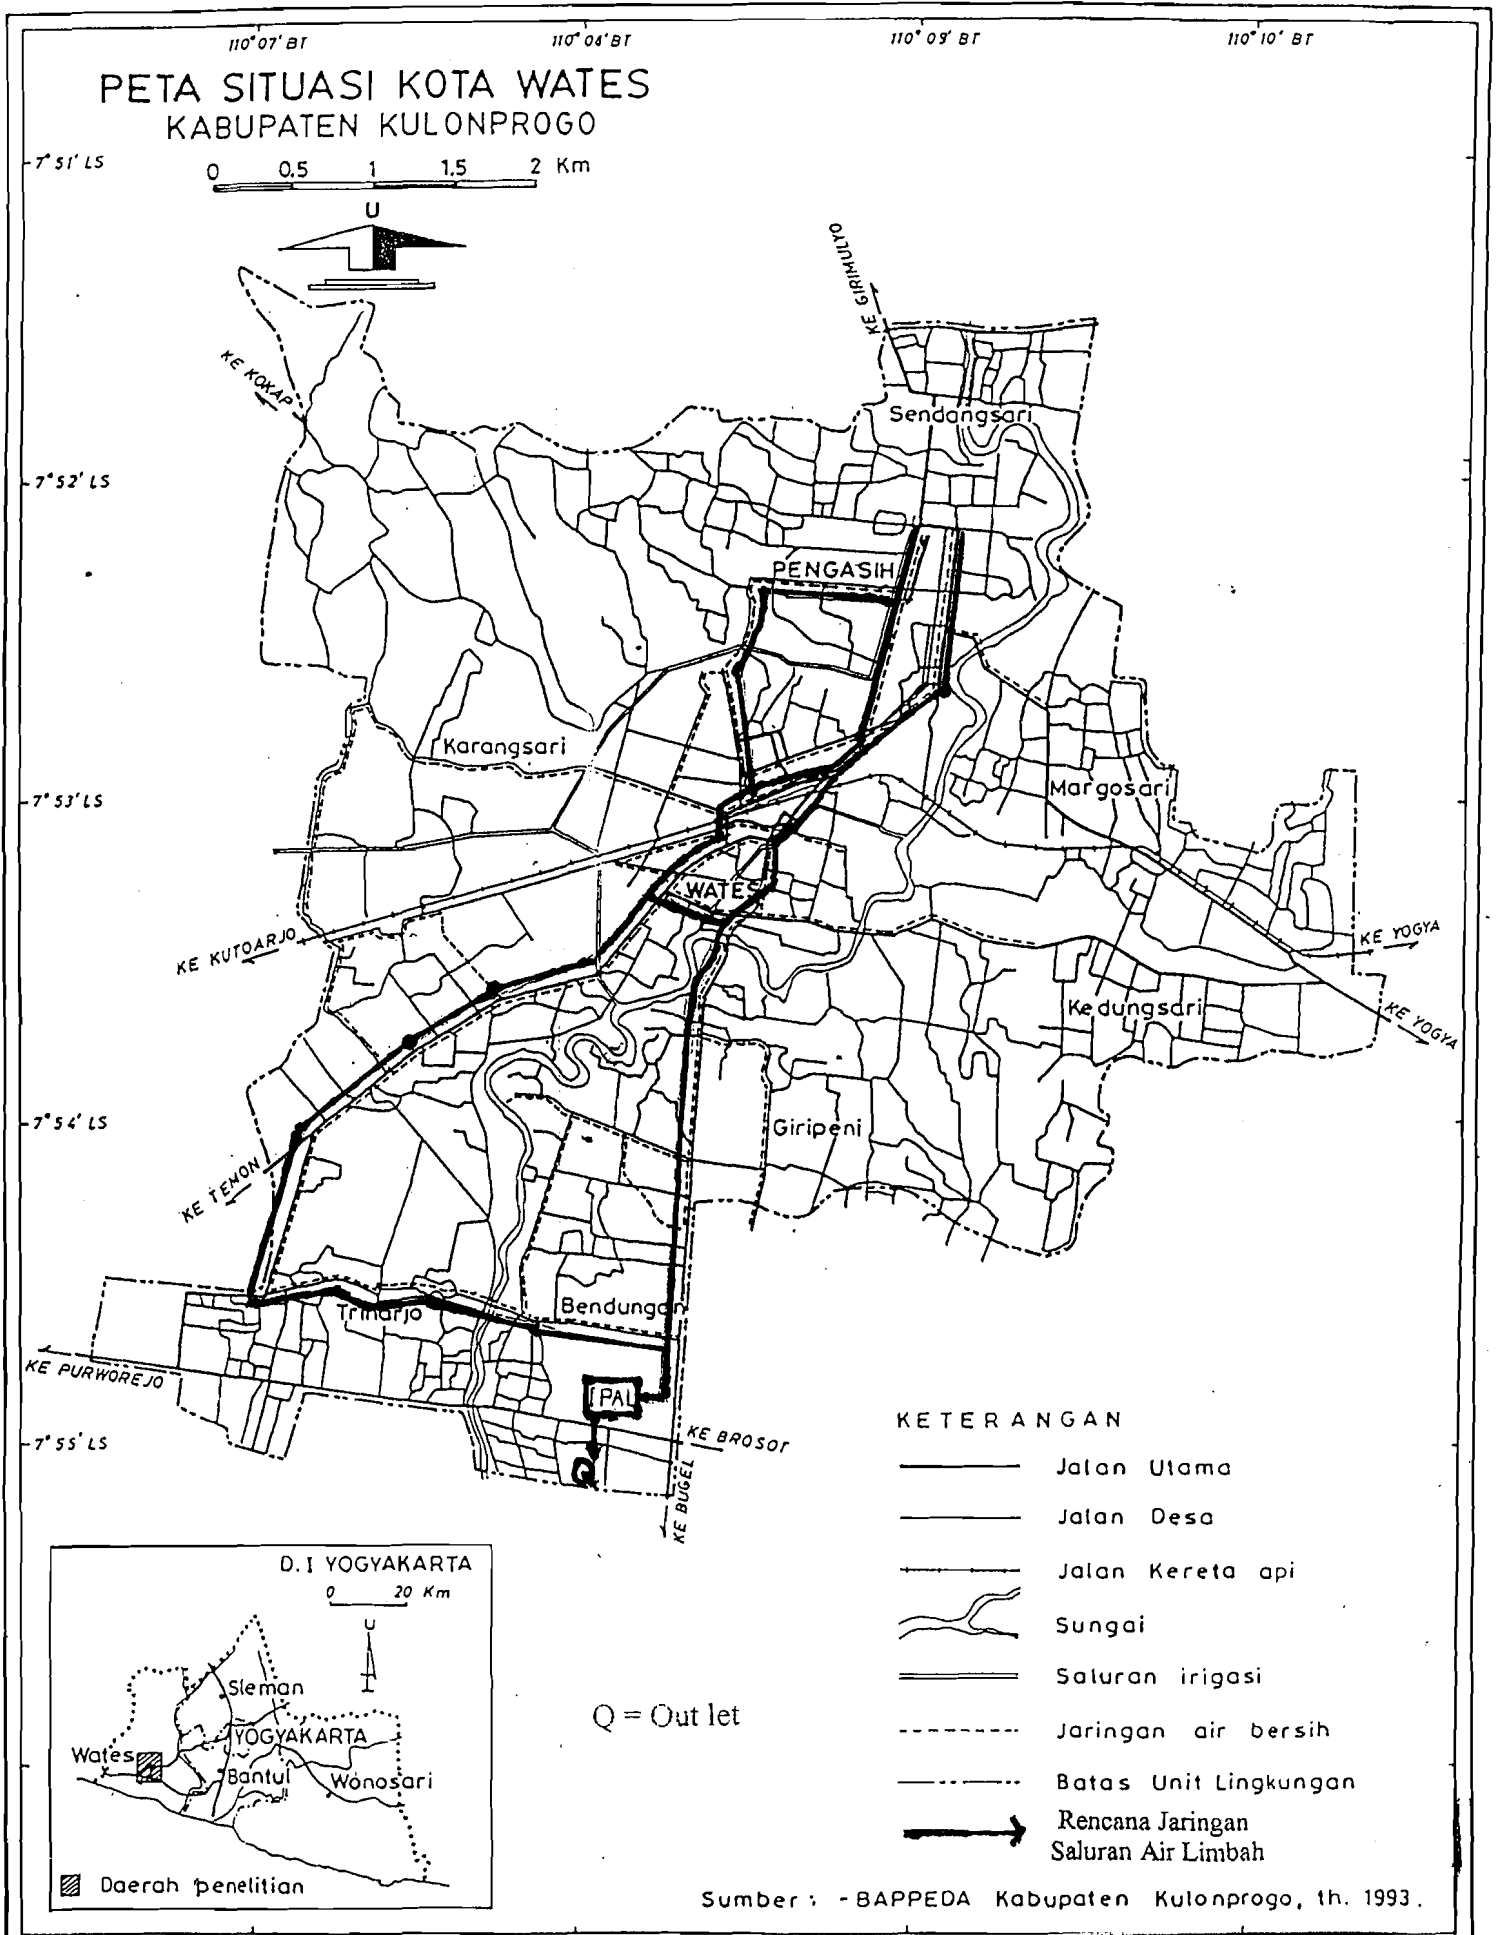 110° 07' BT
110° 04' BT
110° 09' BT
110° 10' BT
PETA SITUASI KOTA WATES
KABUPATEN KULONPROGO
7° 51' LS
0 0.5 1 1.5 2 Km
U
KE GIRIMULYO
KE KOKAP
Sendangsari
7° 52' LS
PENGASIH
Karangsari
7° 53' LS
Margosari
WATES
KE KUTOARJO
KE YOGYA
Kedungsari
KE YOGYA
7° 54' LS
Giripeni
KE TEMON
Bendungan
Triharjo
KE PURWOREJO
IPAL
7° 55' LS
KE BROSOT
Q
KE BUGEL
KETERANGAN
Jalan Utama
Jalan Desa
Jalan Kereta api
Sungai
Saluran irigasi
Jaringan air bersih
Batas Unit Lingkungan
Rencana Jaringan
Saluran Air Limbah
Q = Out let
D.I YOGYAKARTA
0 20 Km
U
Sleman
YOGYAKARTA
Wates
Bantul
Wonosari
Daerah penelitian
Sumber : - BAPPEDA Kabupaten Kulonprogo, th. 1993.